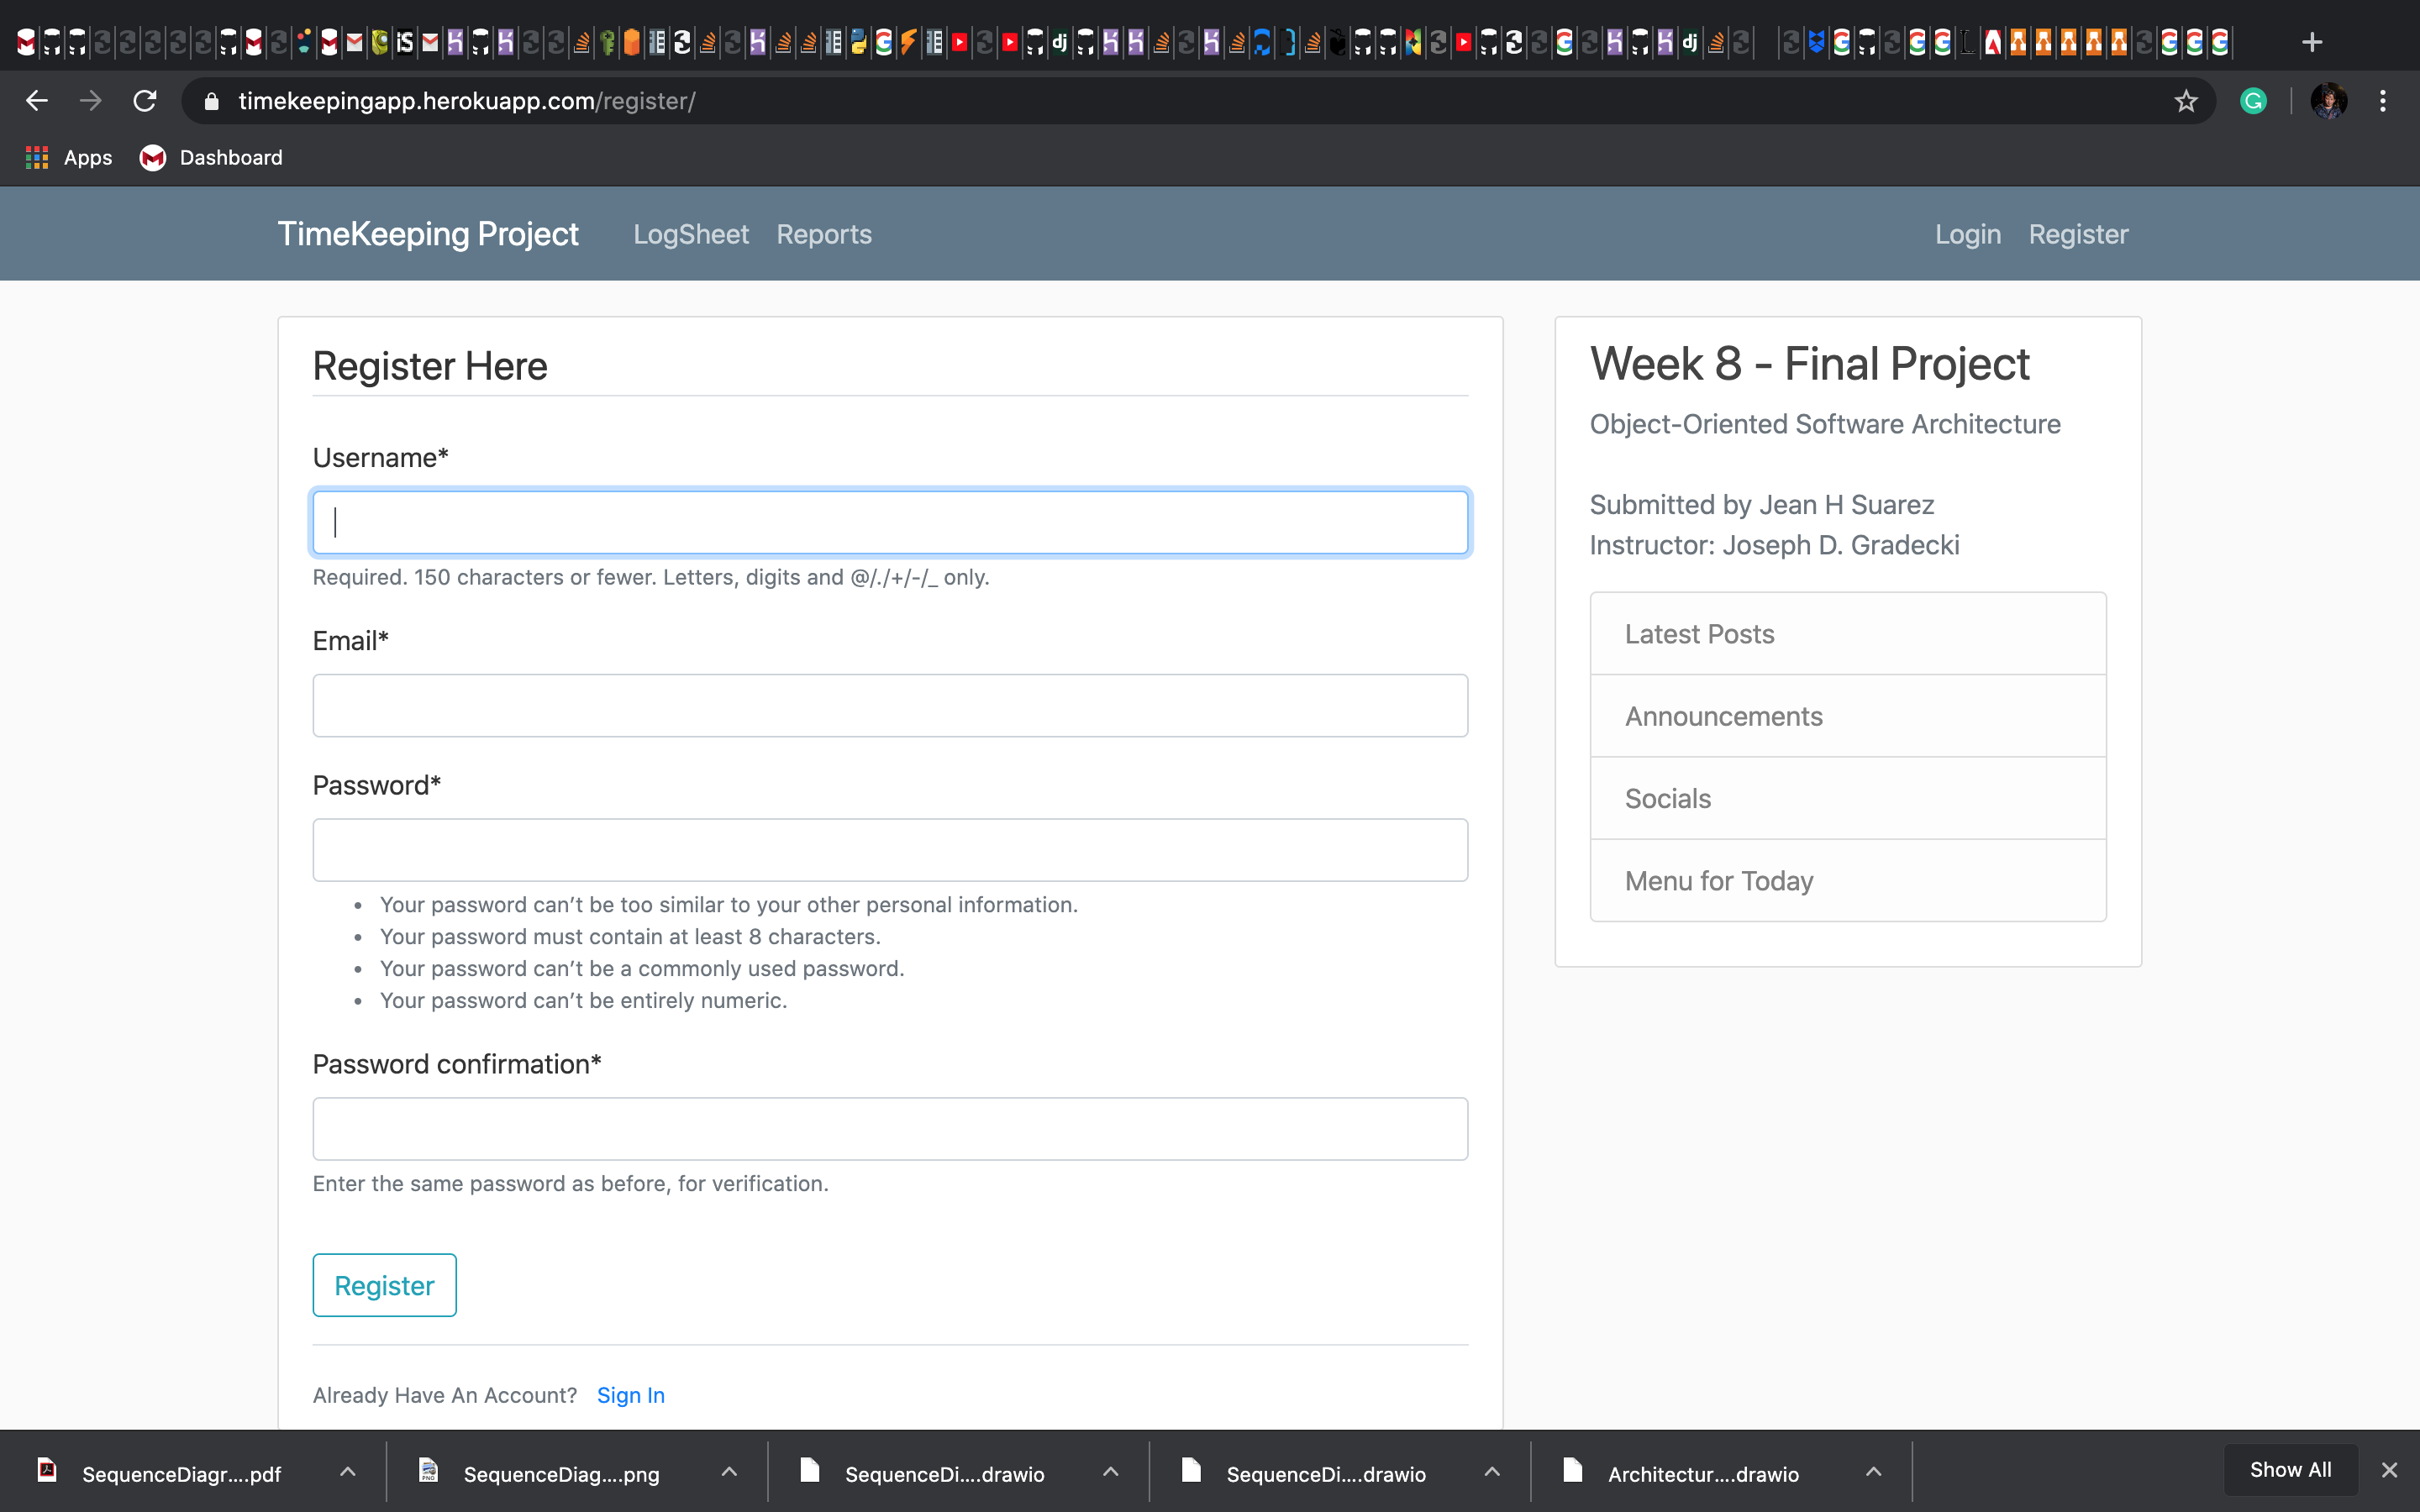 timekeepingapp.herokuapp.com/register/
Apps Dashboard
TimeKeeping Project LogSheet Reports Login Register
Register Here
Username*
Required. 150 characters or fewer. Letters, digits and @/./+/-/_ only.
Email*
Password*
Your password can’t be too similar to your other personal information.
Your password must contain at least 8 characters.
Your password can’t be a commonly used password.
Your password can’t be entirely numeric.
Password confirmation*
Enter the same password as before, for verification.
Register
Already Have An Account? Sign In
Week 8 - Final Project
Object-Oriented Software Architecture
Submitted by Jean H Suarez
Instructor: Joseph D. Gradecki
Latest Posts
Announcements
Socials
Menu for Today
SequenceDiagr....pdf SequenceDiag....png SequenceDi....drawio SequenceDi....drawio Architectur....drawio Show All